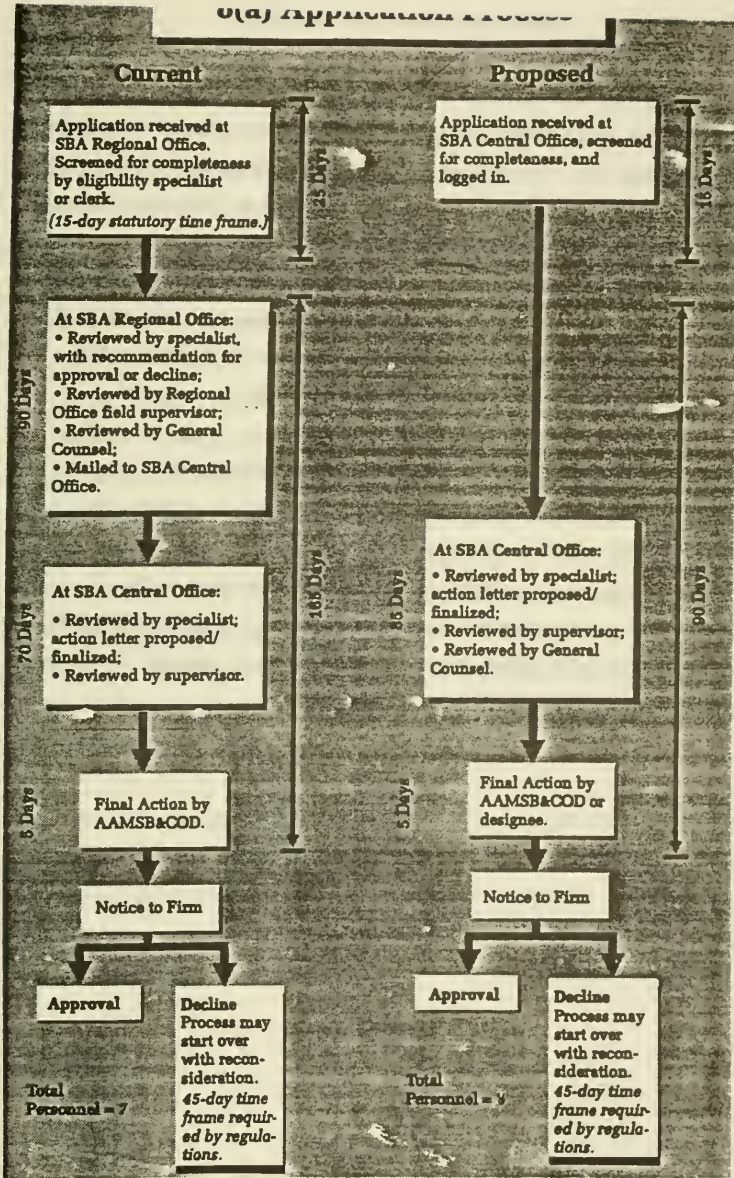 8(a) Application Process
Current
Application received at
SBA Regional Office.
Screened for completeness
by eligibility specialist
or clerk.
(15-day statutory time frame.)
25 Days
At SBA Regional Office:
• Reviewed by specialist,
with recommendation for
approval or decline;
• Reviewed by Regional
Office field supervisor;
• Reviewed by General
Counsel;
• Mailed to SBA Central
Office.
90 Days
At SBA Central Office:
• Reviewed by specialist;
action letter proposed/
finalized;
• Reviewed by supervisor.
70 Days
165 Days
Final Action by
AAMSB&COD.
5 Days
Notice to Firm
Approval
Decline
Process may
start over
with recon-
sideration.
45-day time
frame requir-
ed by regula-
tions.
Total
Personnel = 7
Proposed
Application received at
SBA Central Office, screened
for completeness, and
logged in.
15 Days
At SBA Central Office:
• Reviewed by specialist;
action letter proposed/
finalized;
• Reviewed by supervisor;
• Reviewed by General
Counsel.
85 Days
90 Days
Final Action by
AAMSB&COD or
designee.
5 Days
Notice to Firm
Approval
Decline
Process may
start over
with recon-
sideration.
45-day time
frame requir-
ed by regula-
tions.
Total
Personnel =